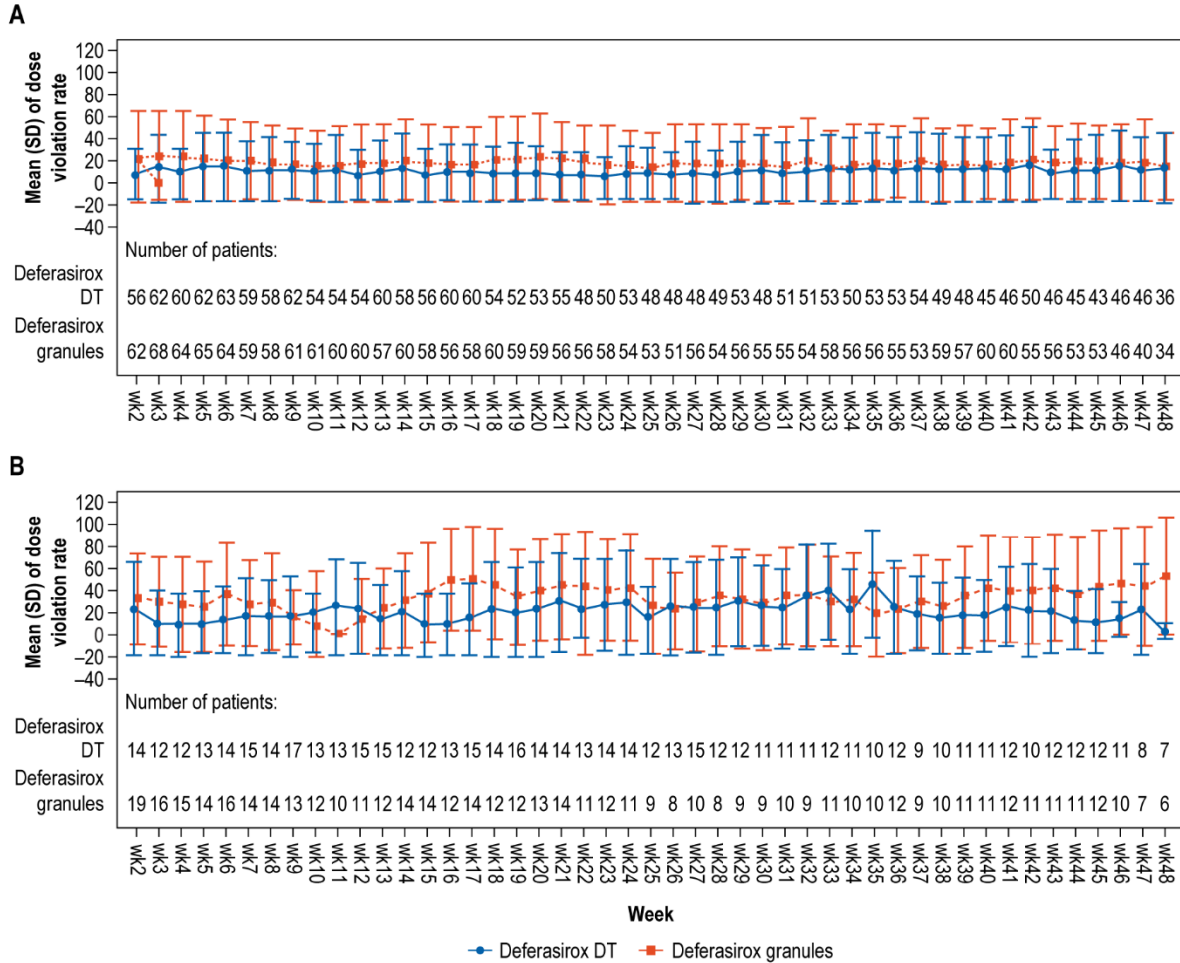 A
Mean (SD) of dose
violation rate
120
100
80
60
40
20
0
–20
–40
Number of patients:
Deferasirox
DT
56 62 60 62 63 59 58 62 54 54 54 60 58 56 60 60 54 52 53 55 48 50 53 48 48 48 49 53 48 51 51 53 50 53 53 54 49 48 45 46 50 46 45 43 46 46 36
Deferasirox
granules
62 68 64 65 64 59 58 61 61 60 60 57 60 58 56 58 60 59 59 56 56 58 54 53 51 56 54 56 55 55 54 58 56 56 55 53 59 57 60 60 55 56 53 53 46 40 34
wk2 wk3 wk4 wk5 wk6 wk7 wk8 wk9 wk10 wk11 wk12 wk13 wk14 wk15 wk16 wk17 wk18 wk19 wk20 wk21 wk22 wk23 wk24 wk25 wk26 wk27 wk28 wk29 wk30 wk31 wk32 wk33 wk34 wk35 wk36 wk37 wk38 wk39 wk40 wk41 wk42 wk43 wk44 wk45 wk46 wk47 wk48
B
Mean (SD) of dose
violation rate
120
100
80
60
40
20
0
–20
–40
Number of patients:
Deferasirox
DT
14 12 12 13 14 15 14 17 13 13 15 15 12 12 13 15 14 16 14 14 13 14 14 12 13 15 12 12 11 11 11 12 11 10 12 9 10 11 11 12 10 12 12 12 11 8 7
Deferasirox
granules
19 16 15 14 16 14 14 13 12 10 11 12 14 14 12 14 12 12 13 14 11 12 11 9 8 10 8 9 9 10 9 11 10 10 12 9 10 11 11 12 11 11 11 12 10 7 6
wk2 wk3 wk4 wk5 wk6 wk7 wk8 wk9 wk10 wk11 wk12 wk13 wk14 wk15 wk16 wk17 wk18 wk19 wk20 wk21 wk22 wk23 wk24 wk25 wk26 wk27 wk28 wk29 wk30 wk31 wk32 wk33 wk34 wk35 wk36 wk37 wk38 wk39 wk40 wk41 wk42 wk43 wk44 wk45 wk46 wk47 wk48
Week
Deferasirox DT
Deferasirox granules